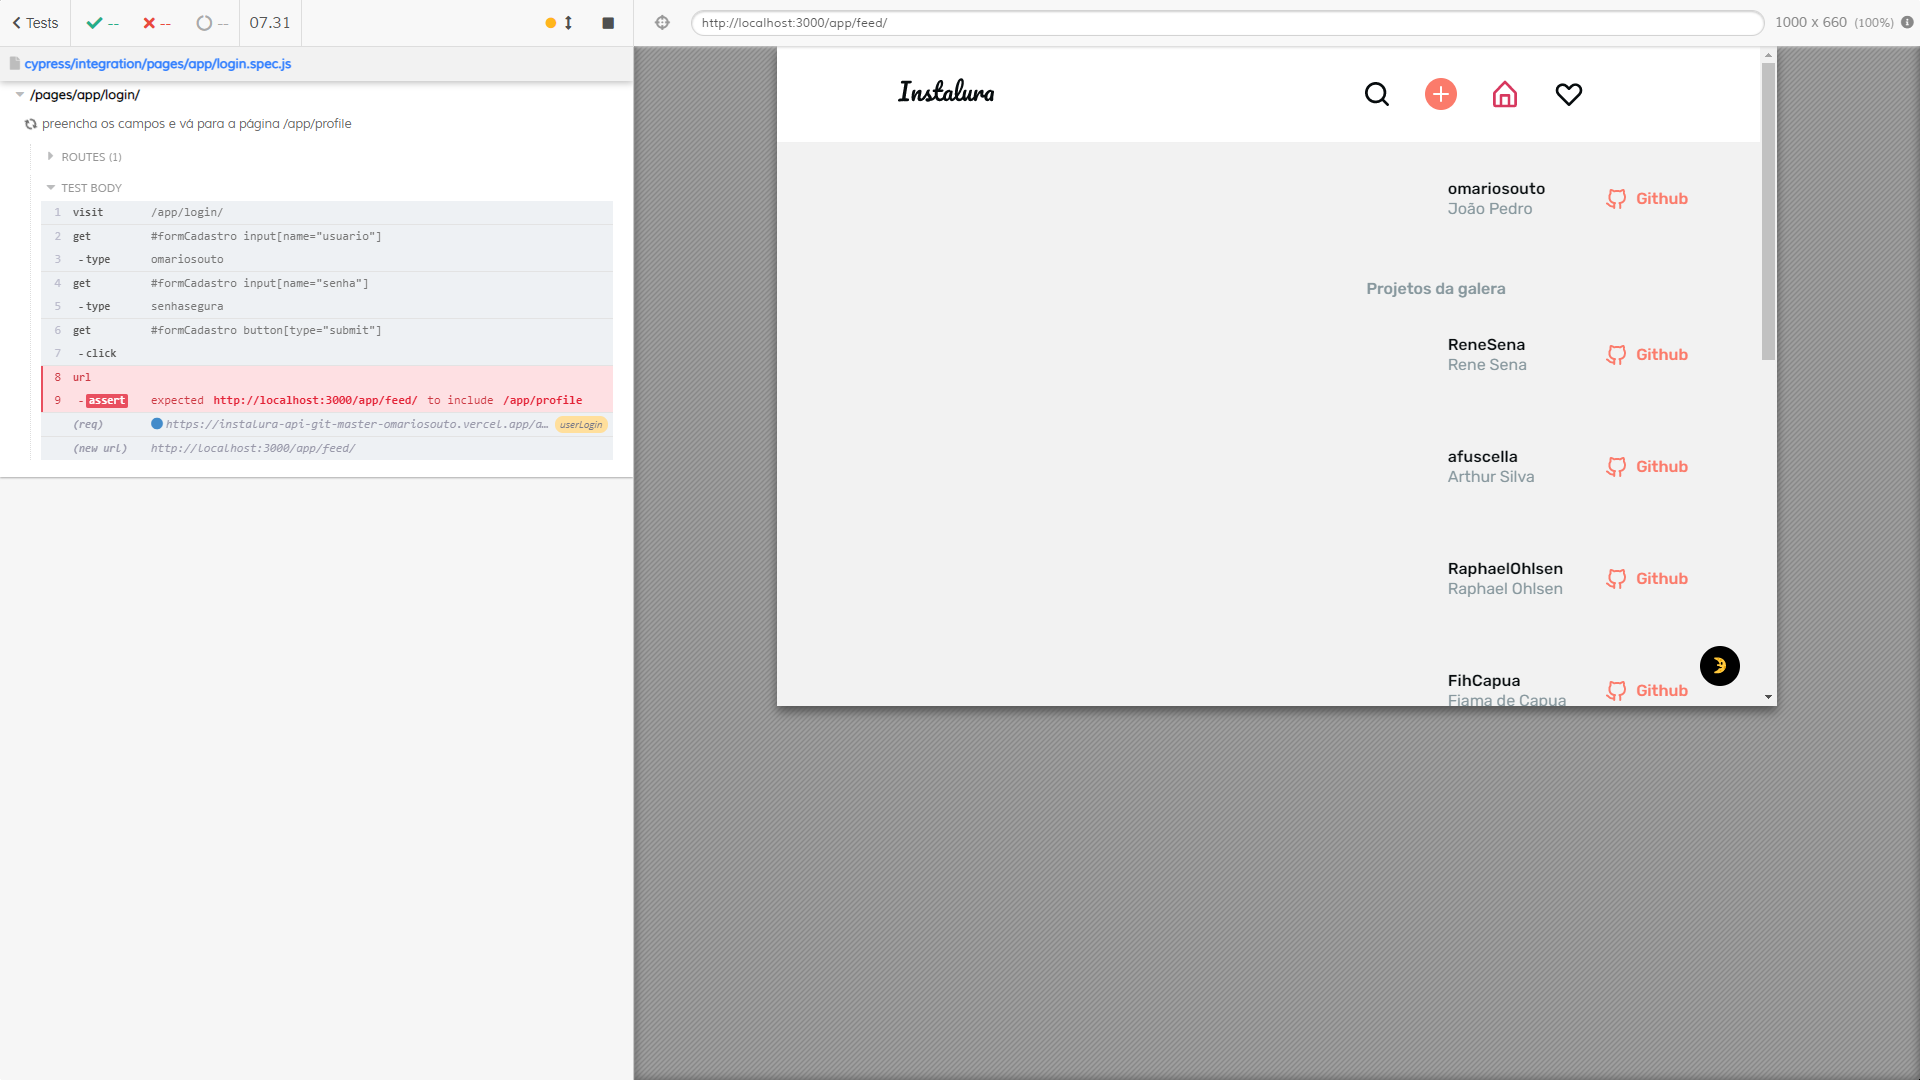 Tests
--
--
--
07.31
http://localhost:3000/app/feed/
1000 x 660 (100%)
cypress/integration/pages/app/login.spec.js
/pages/app/login/
preencha os campos e vá para a página /app/profile
ROUTES (1)
TEST BODY
1 visit /app/login/
2 get #formCadastro input[name="usuario"]
3 -type omariosouto
4 get #formCadastro input[name="senha"]
5 -type senhasegura
6 get #formCadastro button[type="submit"]
7 -click
8 url
9 -assert expected http://localhost:3000/app/feed/ to include /app/profile
(req) https://instalura-api-git-master-omariosouto.vercel.app/a… userLogin
(new url) http://localhost:3000/app/feed/
Instalura
omariosouto
João Pedro
Github
Projetos da galera
ReneSena
Rene Sena
Github
afuscella
Arthur Silva
Github
RaphaelOhlsen
Raphael Ohlsen
Github
FihCapua
Fiama de Capua
Github